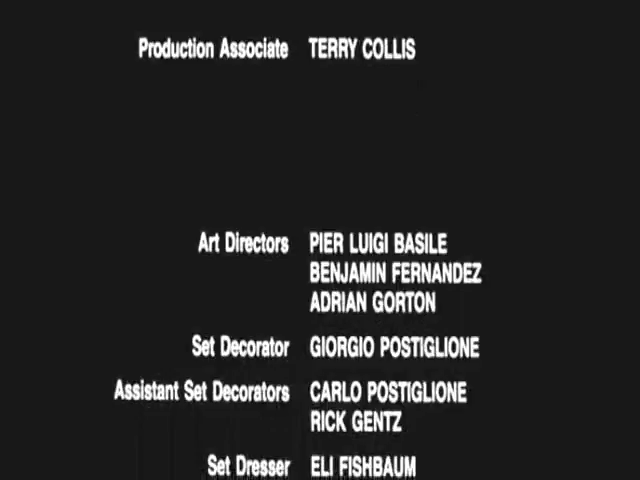 Production Associate TERRY COLLIS
Art Directors PIER LUIGI BASILE
BENJAMIN FERNANDEZ
ADRIAN GORTON
Set Decorator GIORGIO POSTIGLIONE
Assistant Set Decorators CARLO POSTIGLIONE
RICK GENTZ
Set Dresser ELI FISHBAUM